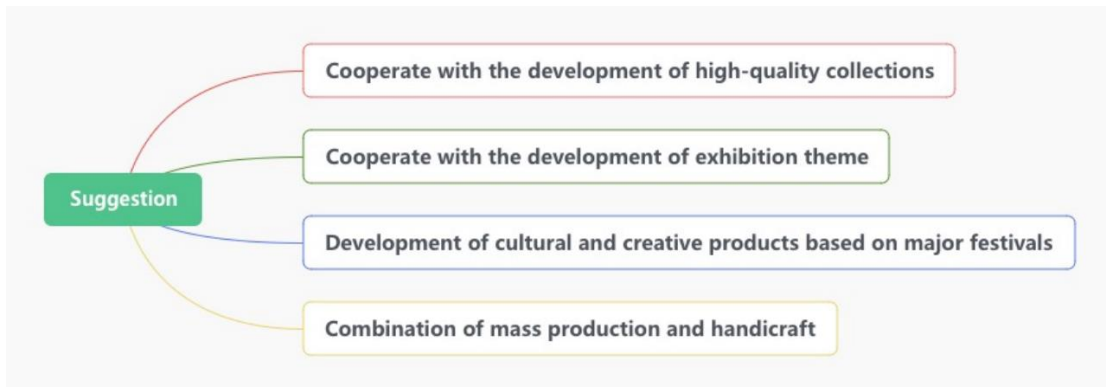 Cooperate with the development of high-quality collections
Cooperate with the development of exhibition theme
Suggestion
Development of cultural and creative products based on major festivals
Combination of mass production and handicraft